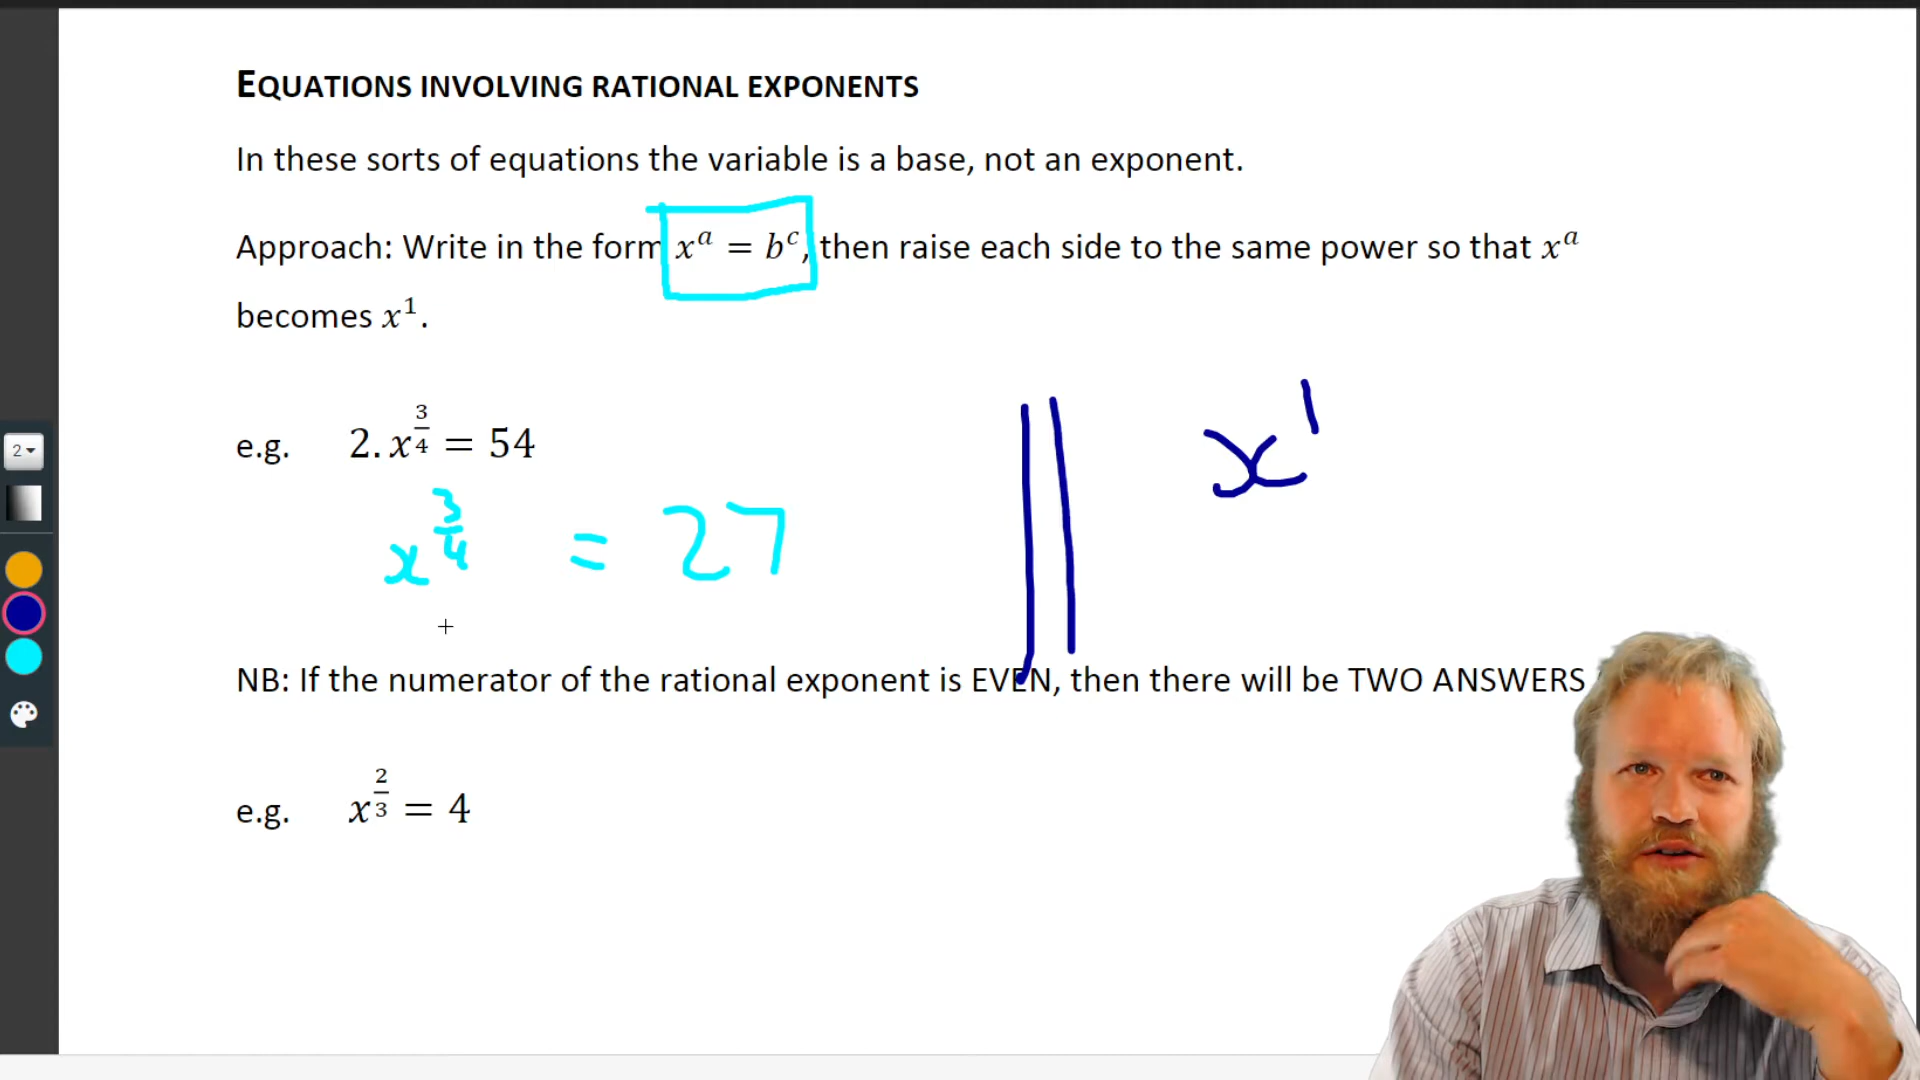 EQUATIONS INVOLVING RATIONAL EXPONENTS
In these sorts of equations the variable is a base, not an exponent.
Approach: Write in the form x^a = b^c, then raise each side to the same power so that x^a
becomes x^1.
e.g. 2.x^(3/4) = 54
x^(3/4) = 27
x^1
NB: If the numerator of the rational exponent is EVEN, then there will be TWO ANSWERS
e.g. x^(2/3) = 4
2